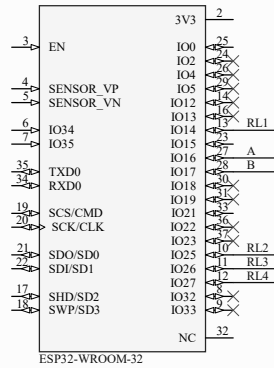 3V3 2
3 EN IO0 25
IO2 24
IO4 26
4 SENSOR_VP IO5 29
5 SENSOR_VN IO12 14
IO13 16
6 IO34 IO14 13 RL1
7 IO35 IO15 23
IO16 27 A
35 TXD0 IO17 28 B
34 RXD0 IO18 30
IO19 31
19 SCS/CMD IO21 33
20 SCK/CLK IO22 36
IO23 37
21 SDO/SD0 IO25 10 RL2
22 SDI/SD1 IO26 11 RL3
IO27 12 RL4
17 SHD/SD2 IO32 8
18 SWP/SD3 IO33 9
NC 32
ESP32-WROOM-32